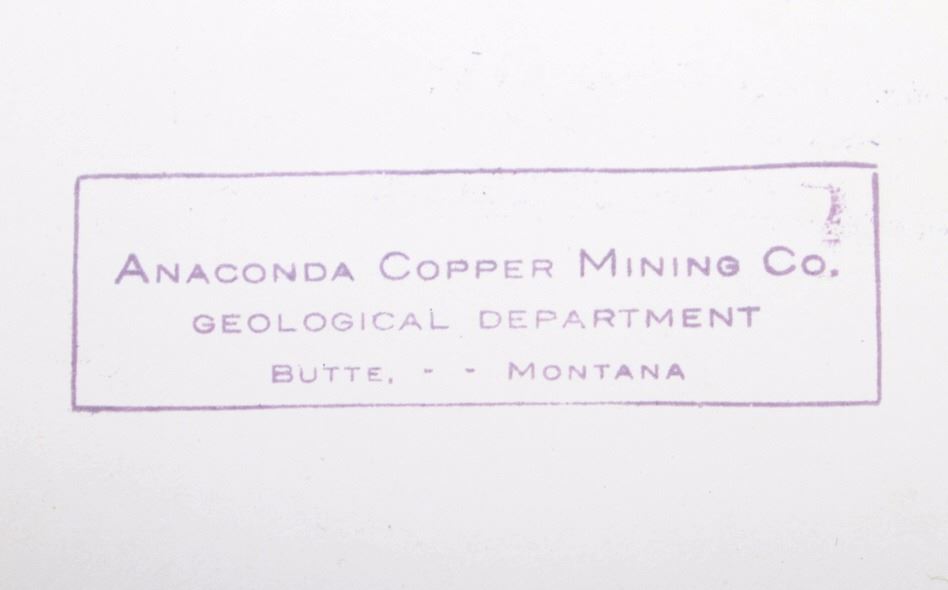 ANACONDA COPPER MINING CO.
GEOLOGICAL DEPARTMENT
BUTTE, - - MONTANA